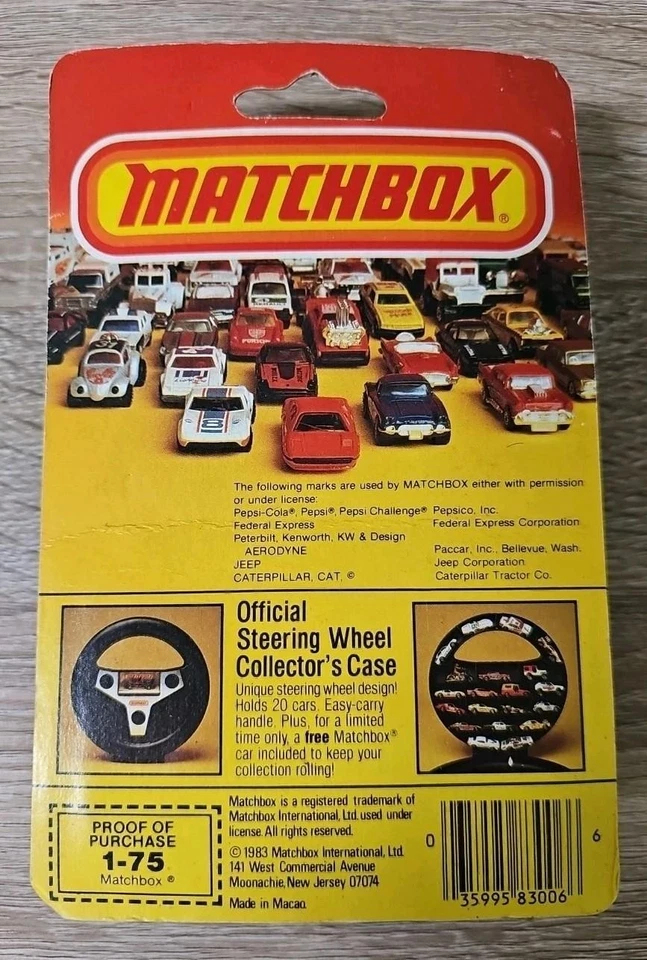 MATCHBOX®
The following marks are used by MATCHBOX either with permission
or under license:
Pepsi-Cola®, Pepsi®, Pepsi Challenge® Pepsico, Inc.
Federal Express Federal Express Corporation
Peterbilt, Kenworth, KW & Design
AERODYNE Paccar, Inc., Bellevue, Wash.
JEEP Jeep Corporation
CATERPILLAR, CAT, © Caterpillar Tractor Co.
Official
Steering Wheel
Collector's Case
Unique steering wheel design!
Holds 20 cars. Easy-carry
handle. Plus, for a limited
time only, a free Matchbox®
car included to keep your
collection rolling!
PROOF OF
PURCHASE
1-75
Matchbox ®
Matchbox is a registered trademark of
Matchbox International, Ltd. used under
license. All rights reserved.
© 1983 Matchbox International, Ltd.
141 West Commercial Avenue
Moonachie, New Jersey 07074
Made in Macao.
0 35995 83006 6